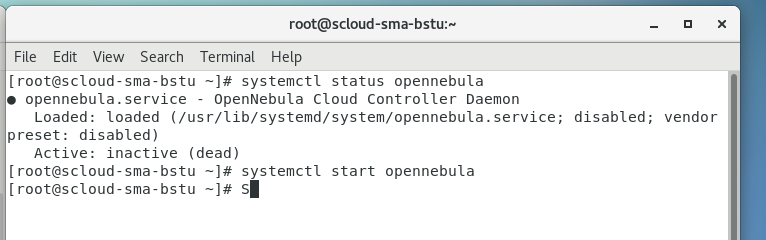 root@scloud-sma-bstu:~
File Edit View Search Terminal Help
[root@scloud-sma-bstu ~]# systemctl status opennebula
● opennebula.service - OpenNebula Cloud Controller Daemon
   Loaded: loaded (/usr/lib/systemd/system/opennebula.service; disabled; vendor
preset: disabled)
   Active: inactive (dead)
[root@scloud-sma-bstu ~]# systemctl start opennebula
[root@scloud-sma-bstu ~]# S